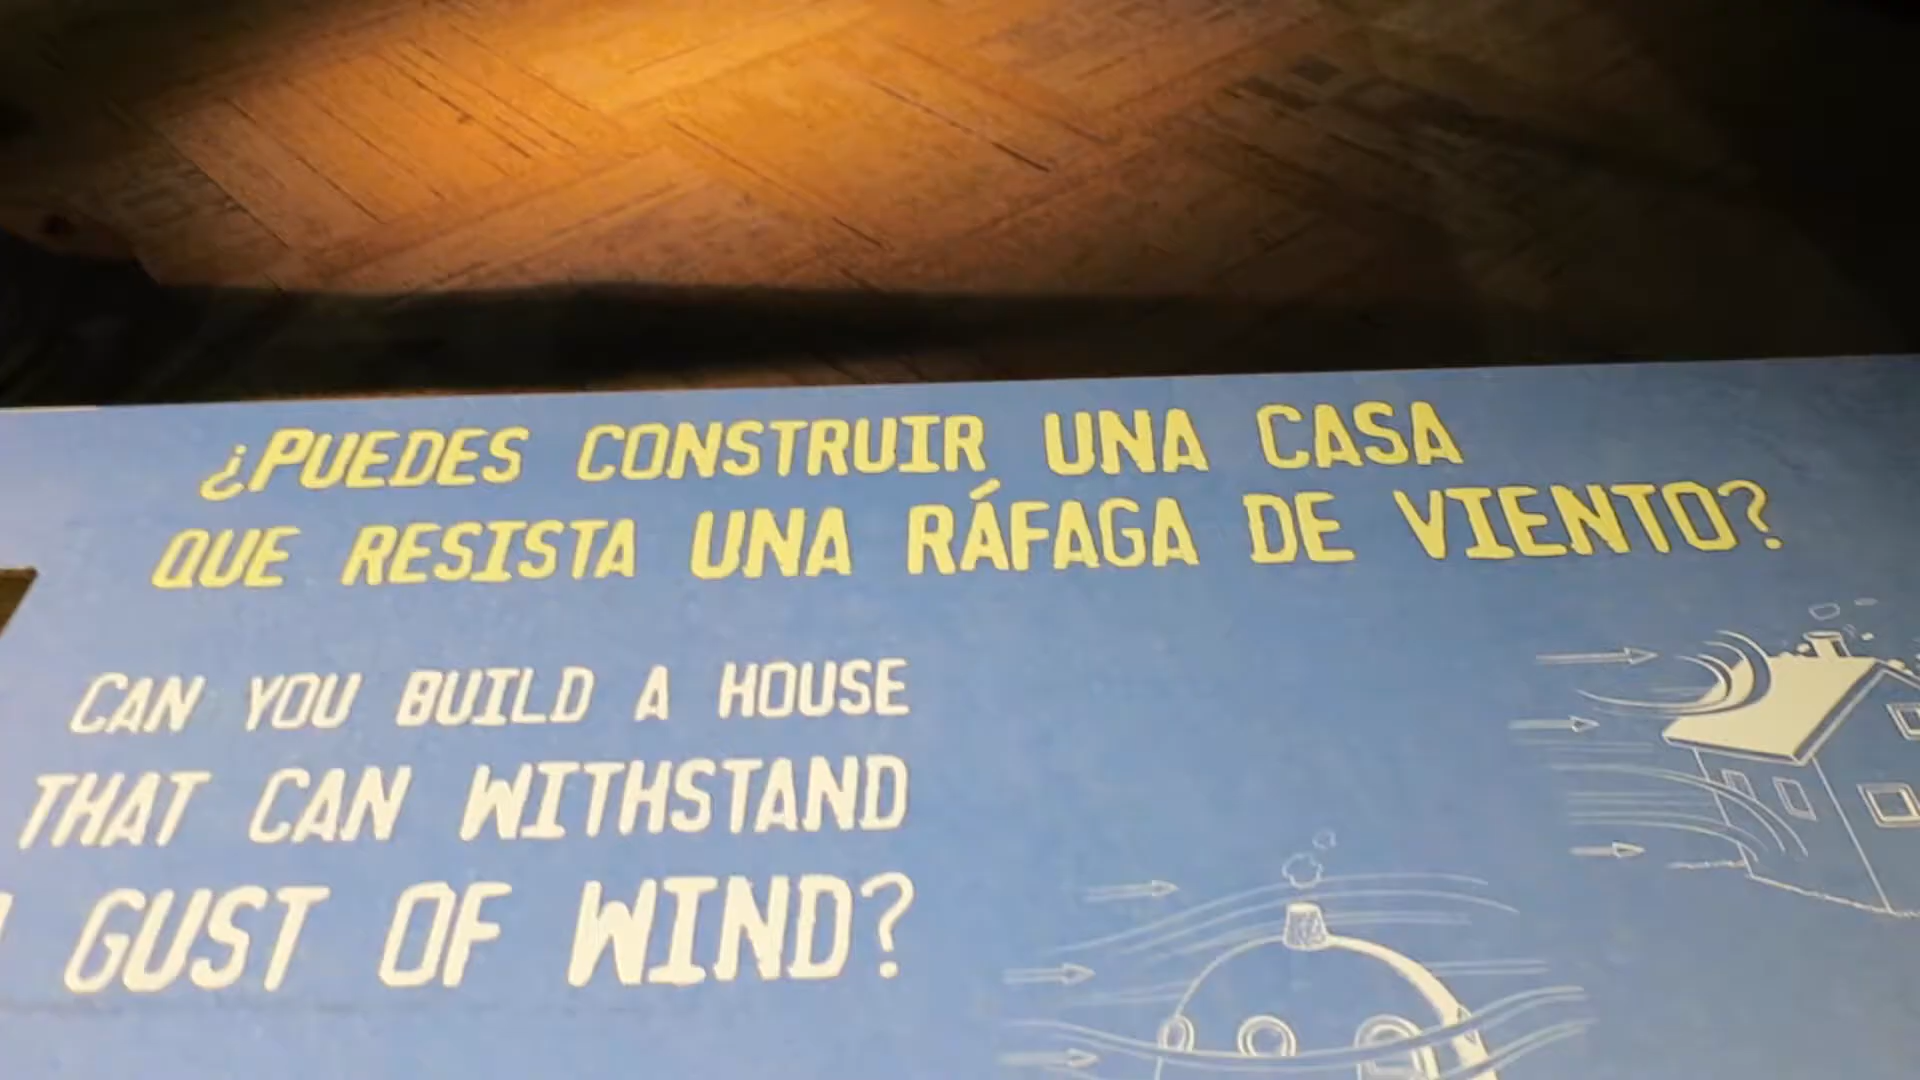 ¿PUEDES CONSTRUIR UNA CASA
QUE RESISTA UNA RÁFAGA DE VIENTO?
CAN YOU BUILD A HOUSE
THAT CAN WITHSTAND
GUST OF WIND?